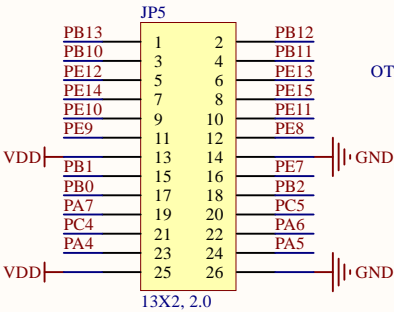 JP5
PB13 1 2 PB12
PB10 3 4 PB11
PE12 5 6 PE13
OT
PE14 7 8 PE15
PE10 9 10 PE11
PE9 11 12 PE8
VDD 13 14 GND
PB1 15 16 PE7
PB0 17 18 PB2
PA7 19 20 PC5
PC4 21 22 PA6
PA4 23 24 PA5
VDD 25 26 GND
13X2, 2.0